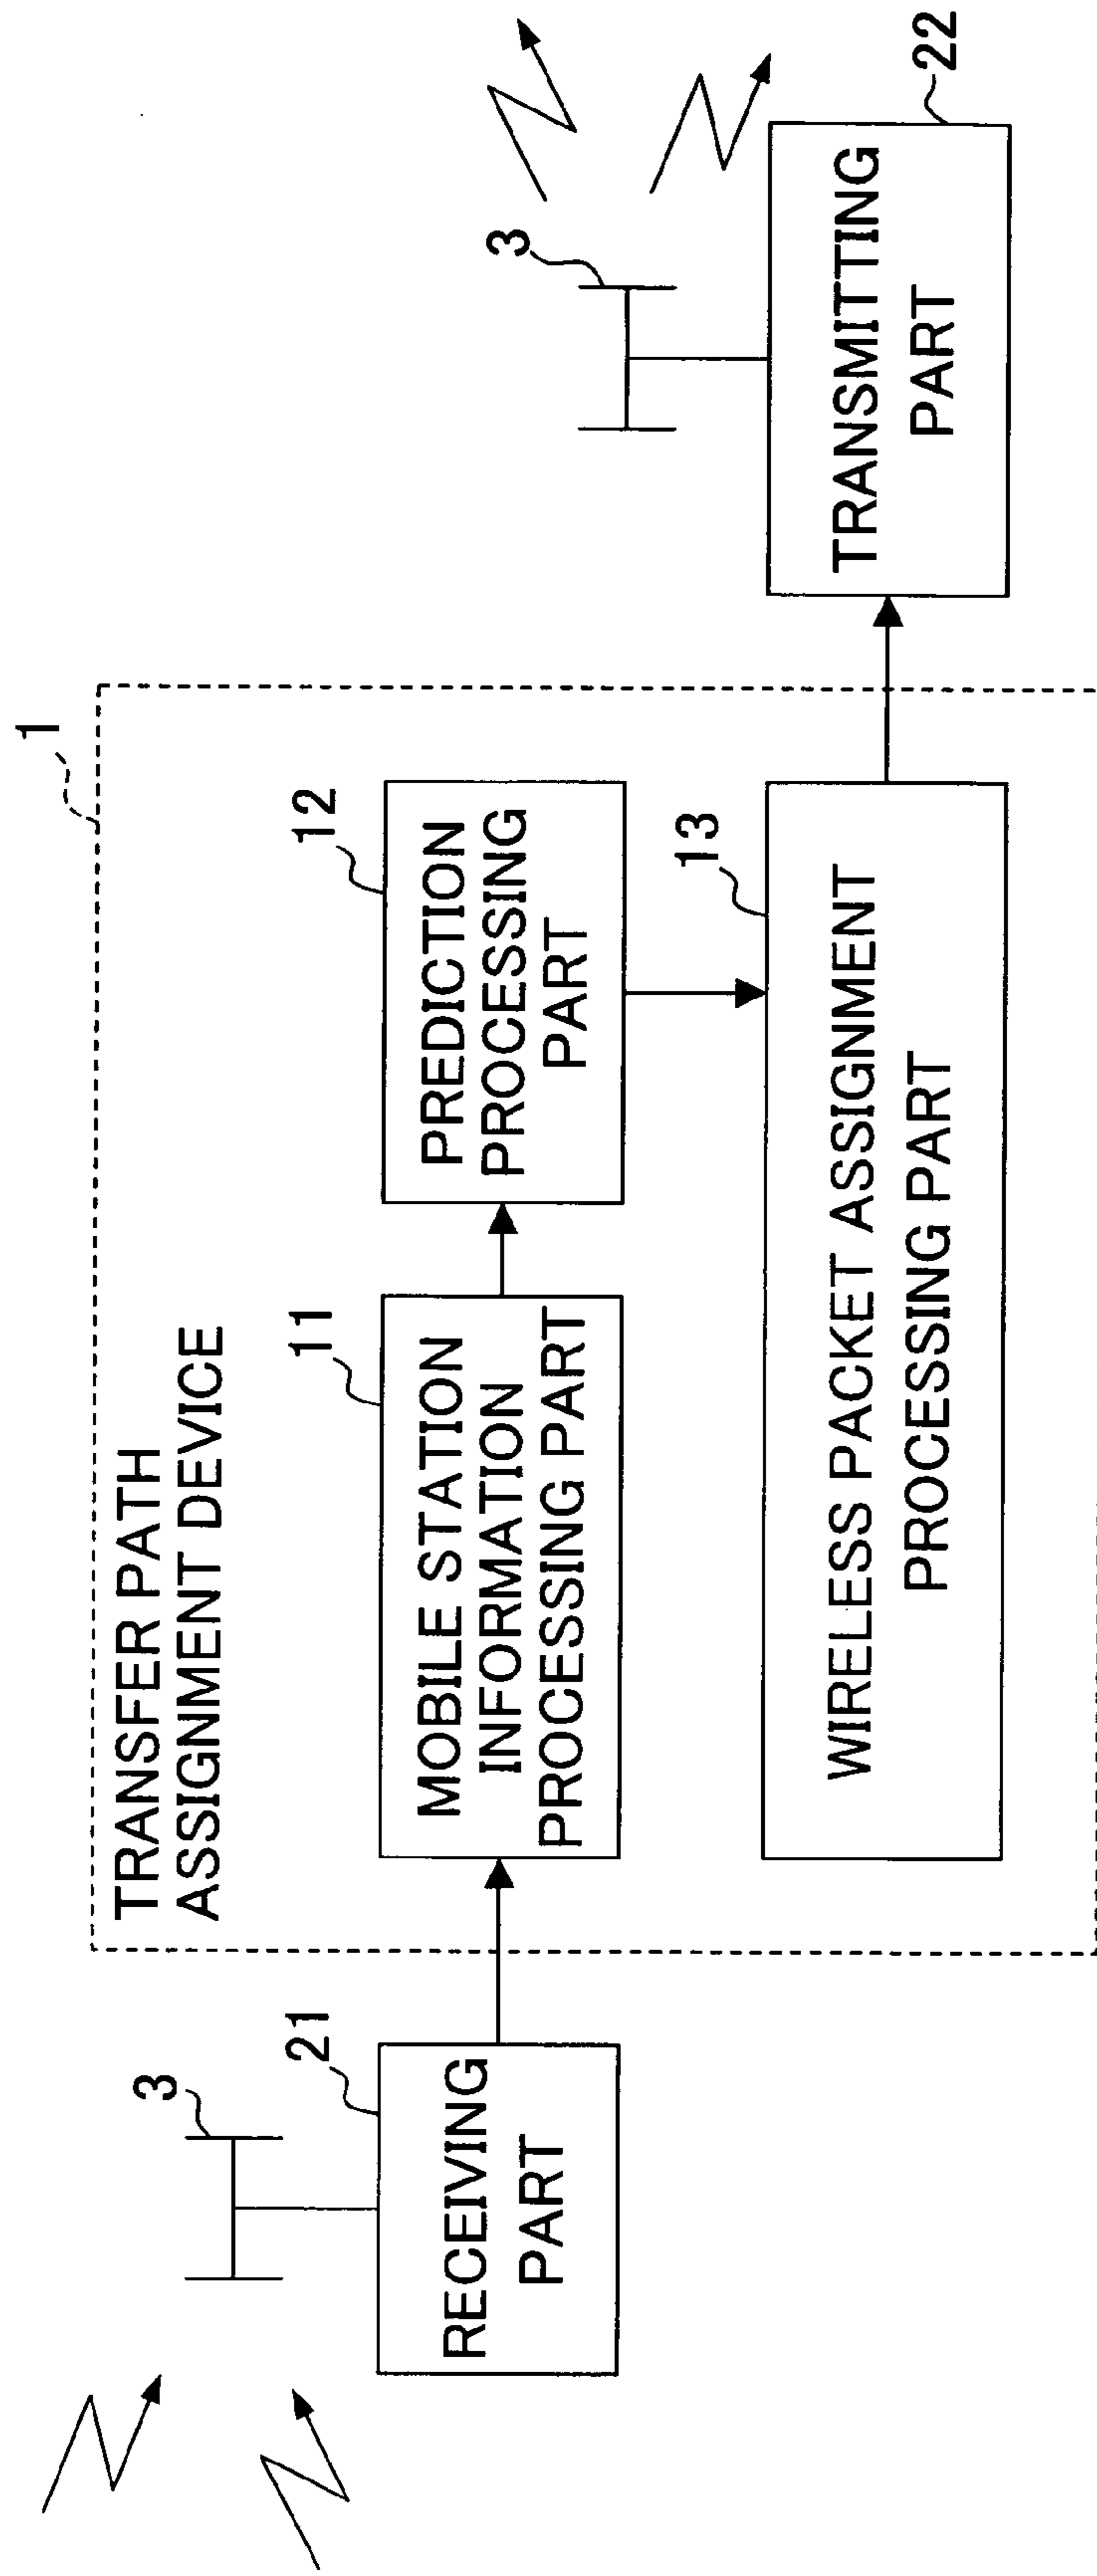 1
TRANSFER PATH
ASSIGNMENT DEVICE
3
21
RECEIVING
PART
11
MOBILE STATION
INFORMATION
PROCESSING PART
12
PREDICTION
PROCESSING
PART
13
WIRELESS PACKET ASSIGNMENT
PROCESSING PART
3
22
TRANSMITTING
PART